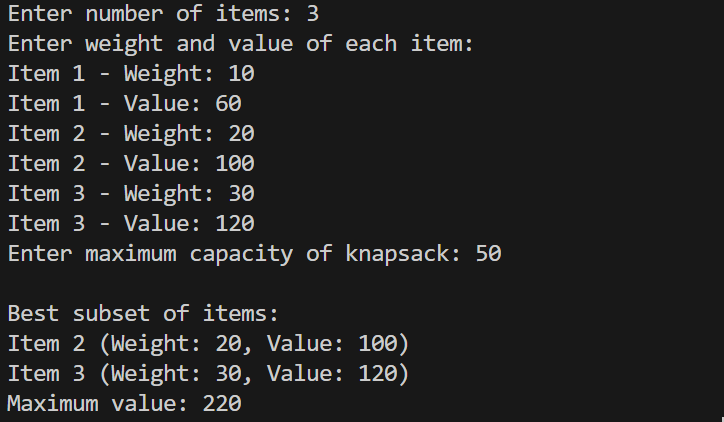 Enter number of items: 3
Enter weight and value of each item:
Item 1 - Weight: 10
Item 1 - Value: 60
Item 2 - Weight: 20
Item 2 - Value: 100
Item 3 - Weight: 30
Item 3 - Value: 120
Enter maximum capacity of knapsack: 50
Best subset of items:
Item 2 (Weight: 20, Value: 100)
Item 3 (Weight: 30, Value: 120)
Maximum value: 220